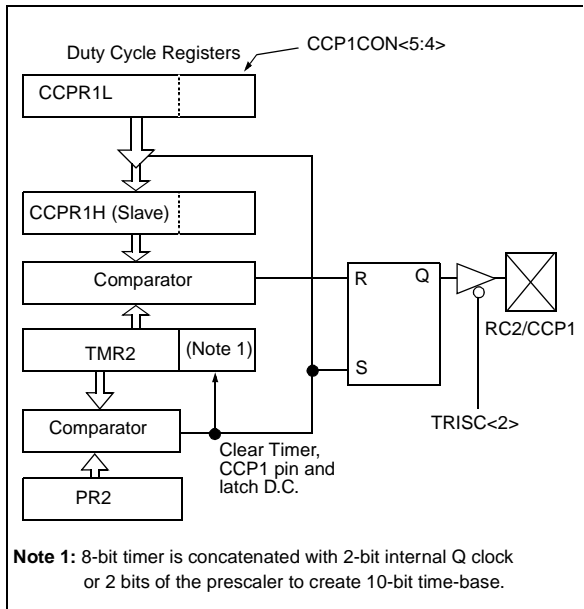 Duty Cycle Registers
CCP1CON<5:4>
CCPR1L
CCPR1H (Slave)
Comparator
R
Q
RC2/CCP1
TMR2
(Note 1)
S
TRISC<2>
Comparator
Clear Timer,
CCP1 pin and
latch D.C.
PR2
Note 1: 8-bit timer is concatenated with 2-bit internal Q clock
or 2 bits of the prescaler to create 10-bit time-base.